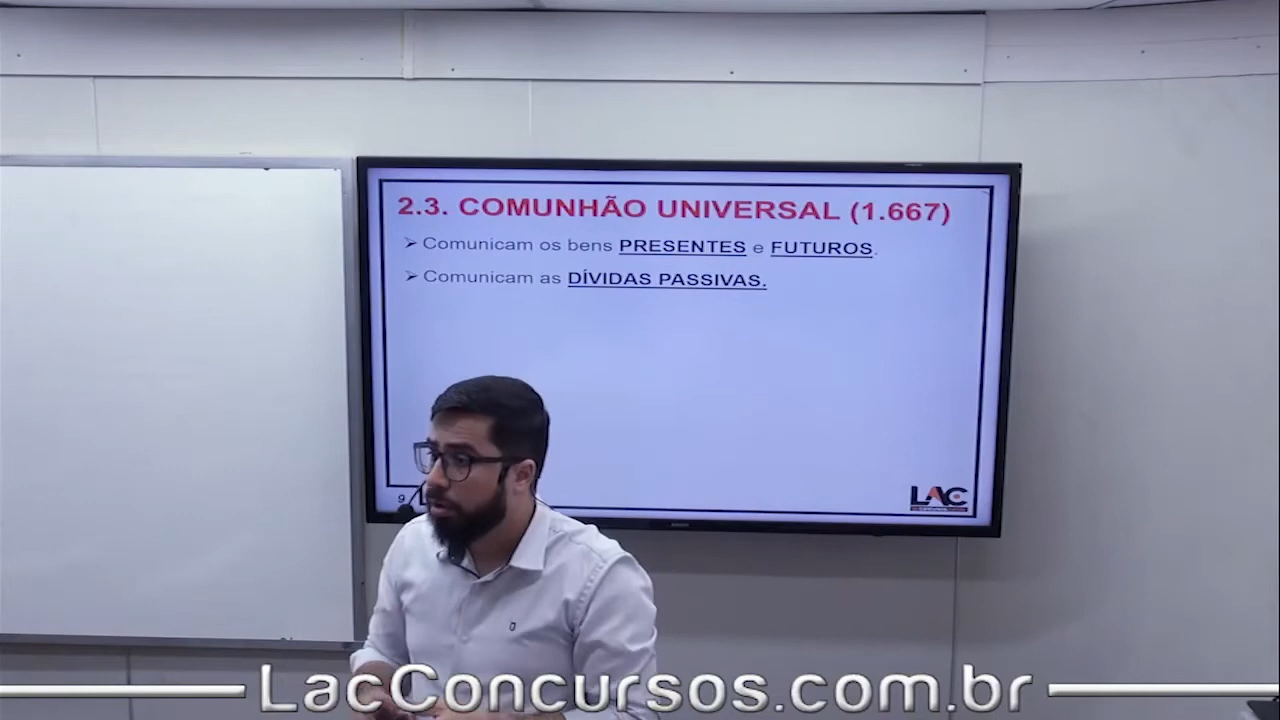 2.3. COMUNHÃO UNIVERSAL (1.667)
➢ Comunicam os bens PRESENTES e FUTUROS.
➢ Comunicam as DÍVIDAS PASSIVAS.
9
LAC
LacConcursos.com.br